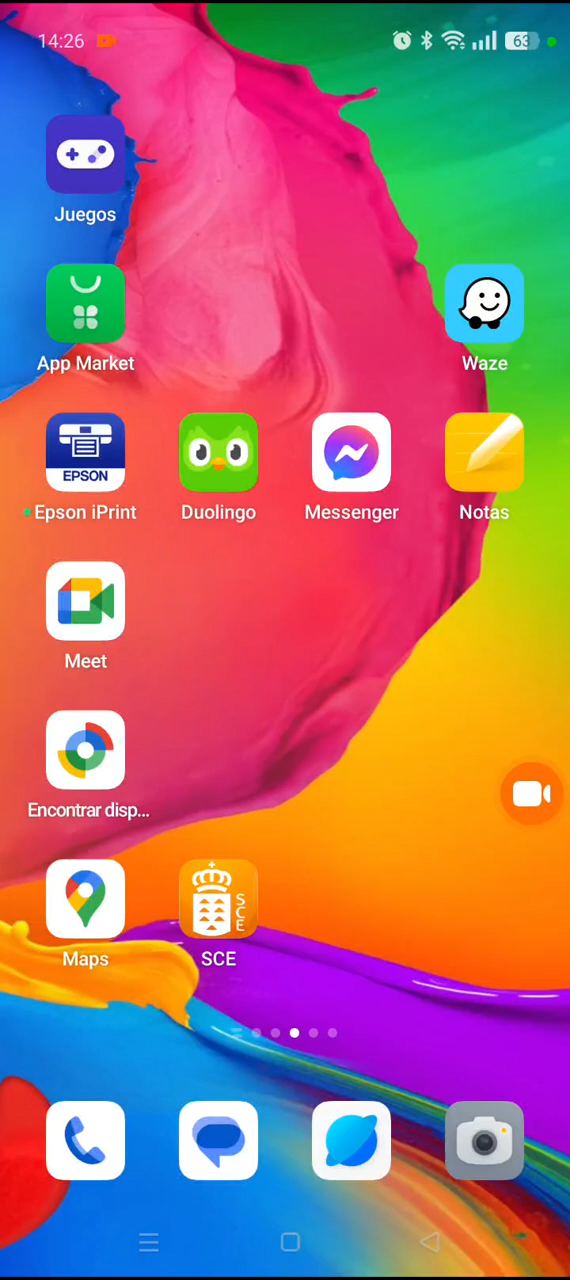 14:26
63
Juegos
App Market
Waze
EPSON
Epson iPrint
Duolingo
Messenger
Notas
Meet
Encontrar disp...
SCE
Maps
SCE